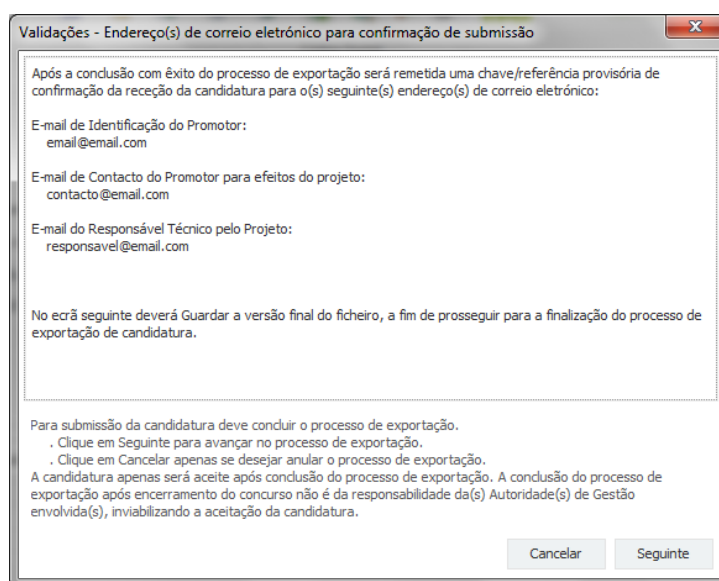 Validações - Endereço(s) de correio eletrónico para confirmação de submissão
Após a conclusão com êxito do processo de exportação será remetida uma chave/referência provisória de
confirmação da receção da candidatura para o(s) seguinte(s) endereço(s) de correio eletrónico:
E-mail de Identificação do Promotor:
email@email.com
E-mail de Contacto do Promotor para efeitos do projeto:
contacto@email.com
E-mail do Responsável Técnico pelo Projeto:
responsavel@email.com
No ecrã seguinte deverá Guardar a versão final do ficheiro, a fim de prosseguir para a finalização do processo de
exportação de candidatura.
Para submissão da candidatura deve concluir o processo de exportação.
. Clique em Seguinte para avançar no processo de exportação.
. Clique em Cancelar apenas se desejar anular o processo de exportação.
A candidatura apenas será aceite após conclusão do processo de exportação. A conclusão do processo de
exportação após encerramento do concurso não é da responsabilidade da(s) Autoridade(s) de Gestão
envolvida(s), inviabilizando a aceitação da candidatura.
Cancelar Seguinte